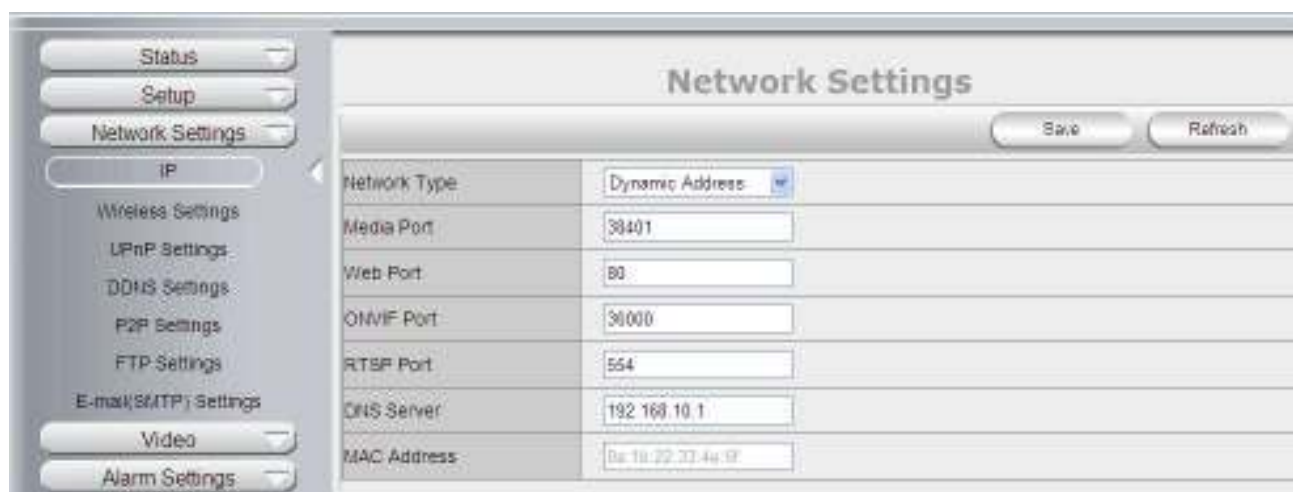 Status
Setup
Network Settings
IP
Wireless Settings
UPnP Settings
DDNS Settings
P2P Settings
FTP Settings
E-mail(SMTP) Settings
Video
Alarm Settings
Network Settings
Save Refresh
Network Type Dynamic Address
Media Port 38401
Web Port 80
ONVIF Port
RTSP Port 554
DNS Server 192.168.10.1
MAC Address